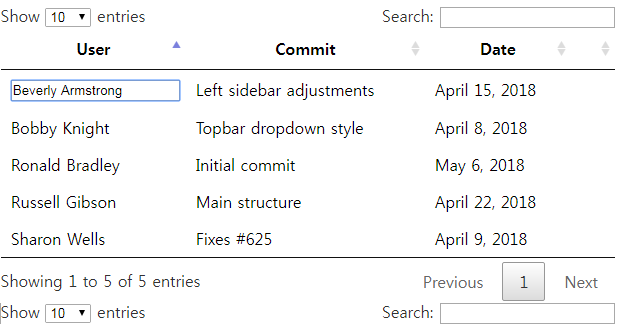 Show 10 entries Search:
User Commit Date
Beverly Armstrong Left sidebar adjustments April 15, 2018
Bobby Knight Topbar dropdown style April 8, 2018
Ronald Bradley Initial commit May 6, 2018
Russell Gibson Main structure April 22, 2018
Sharon Wells Fixes #625 April 9, 2018
Showing 1 to 5 of 5 entries Previous 1 Next
Show 10 entries Search: